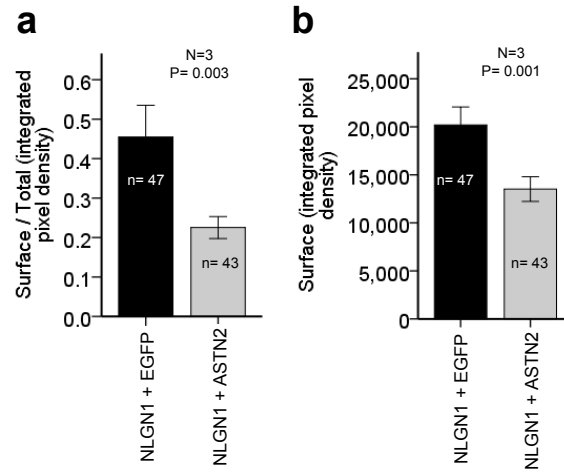 a
N=3
P= 0.003
Surface / Total (integrated
pixel density)
0.6
0.5
0.4
0.3
0.2
0.1
0.0
n= 47
n= 43
NLGN1 + EGFP
NLGN1 + ASTN2
b
N=3
P= 0.001
Surface (integrated pixel
density)
25,000
20,000
15,000
10,000
5,000
0
n= 47
n= 43
NLGN1 + EGFP
NLGN1 + ASTN2